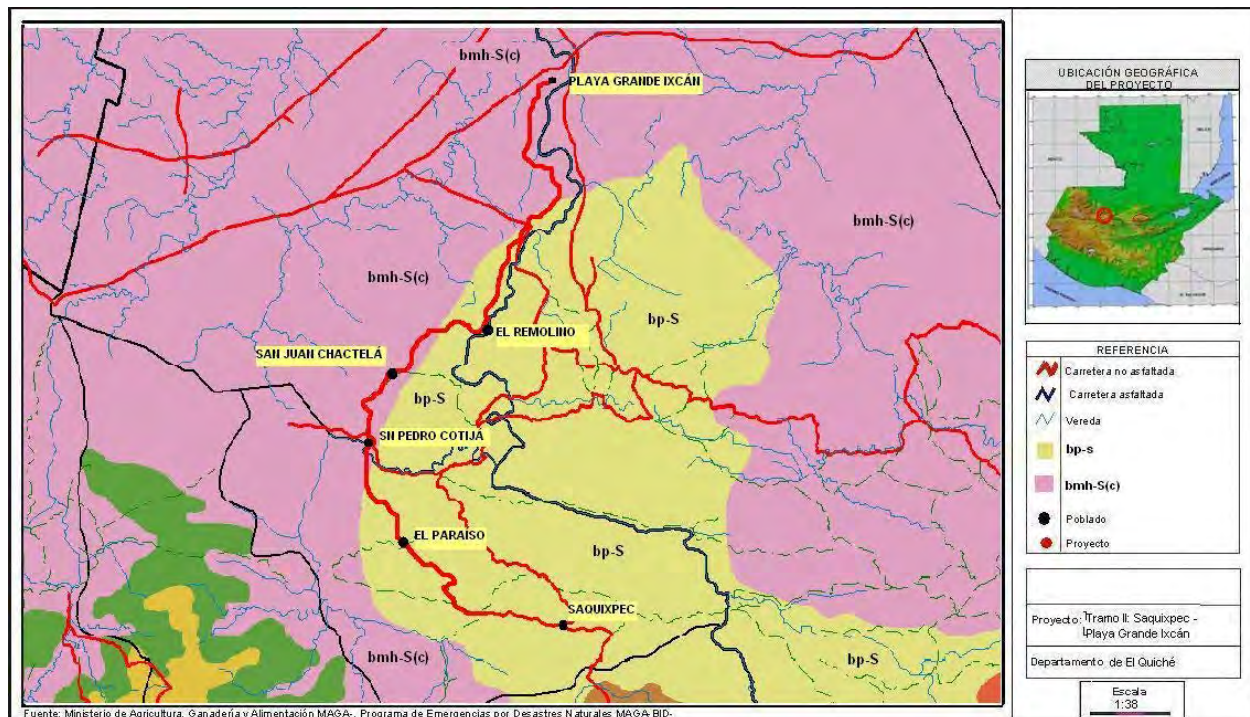 bmh-S(c)
PLAYA GRANDE IXCÁN
bmh-S(c)
bmh-S(c)
bp-S
EL REMOLINO
SAN JUAN CHACTELÁ
bp-S
SN PEDRO COTIJÁ
EL PARAÍSO
bp-S
SAQUIXPEC
bmh-S(c)
bp-S
Fuente: Ministerio de Agricultura, Ganadería y Alimentación MAGA-, Programa de Emergencias por Desastres Naturales MAGA-BID-
UBICACIÓN GEOGRÁFICA
DEL PROYECTO
REFERENCIA
Carretera no asfaltada
Carretera asfaltada
Vereda
bp-s
bmh-S(c)
Poblado
Proyecto
Proyecto: Tramo II: Saquixpec -
Playa Grande Ixcán
Departamento de El Quiché
Escala
1:38